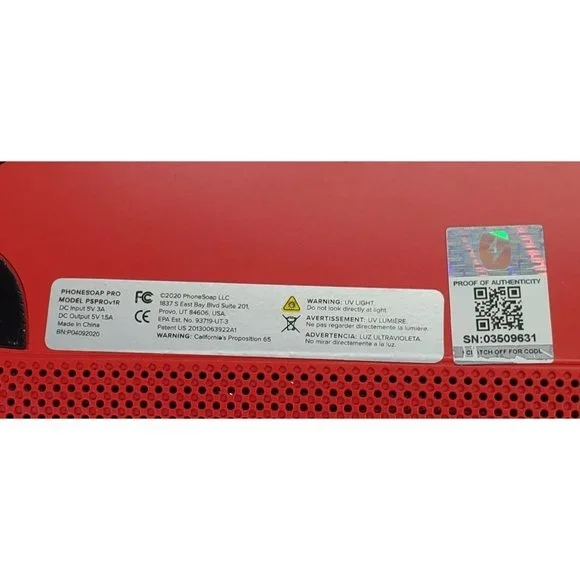 PHONESOAP PRO
MODEL PSPROv1R
DC Input 5V 3A
DC Output 5V 1.5A
Made In China
BN:P04092020
FC
CE
©2020 PhoneSoap LLC
1837 S East Bay Blvd Suite 201,
Provo, UT 84606, USA.
EPA Est. No. 93719-UT-3
Patent US 20130063922A1
WARNING: California's Proposition 65
WARNING: UV LIGHT
Do not look directly at light.
AVERTISSEMENT: UV LUMIÈRE.
Ne pas regarder directement la lumière.
ADVERTENCIA: LUZ ULTRAVIOLETA.
No mirar directamente a la luz.
PROOF OF AUTHENTICITY
SN:03509631
SCRATCH OFF FOR CODE